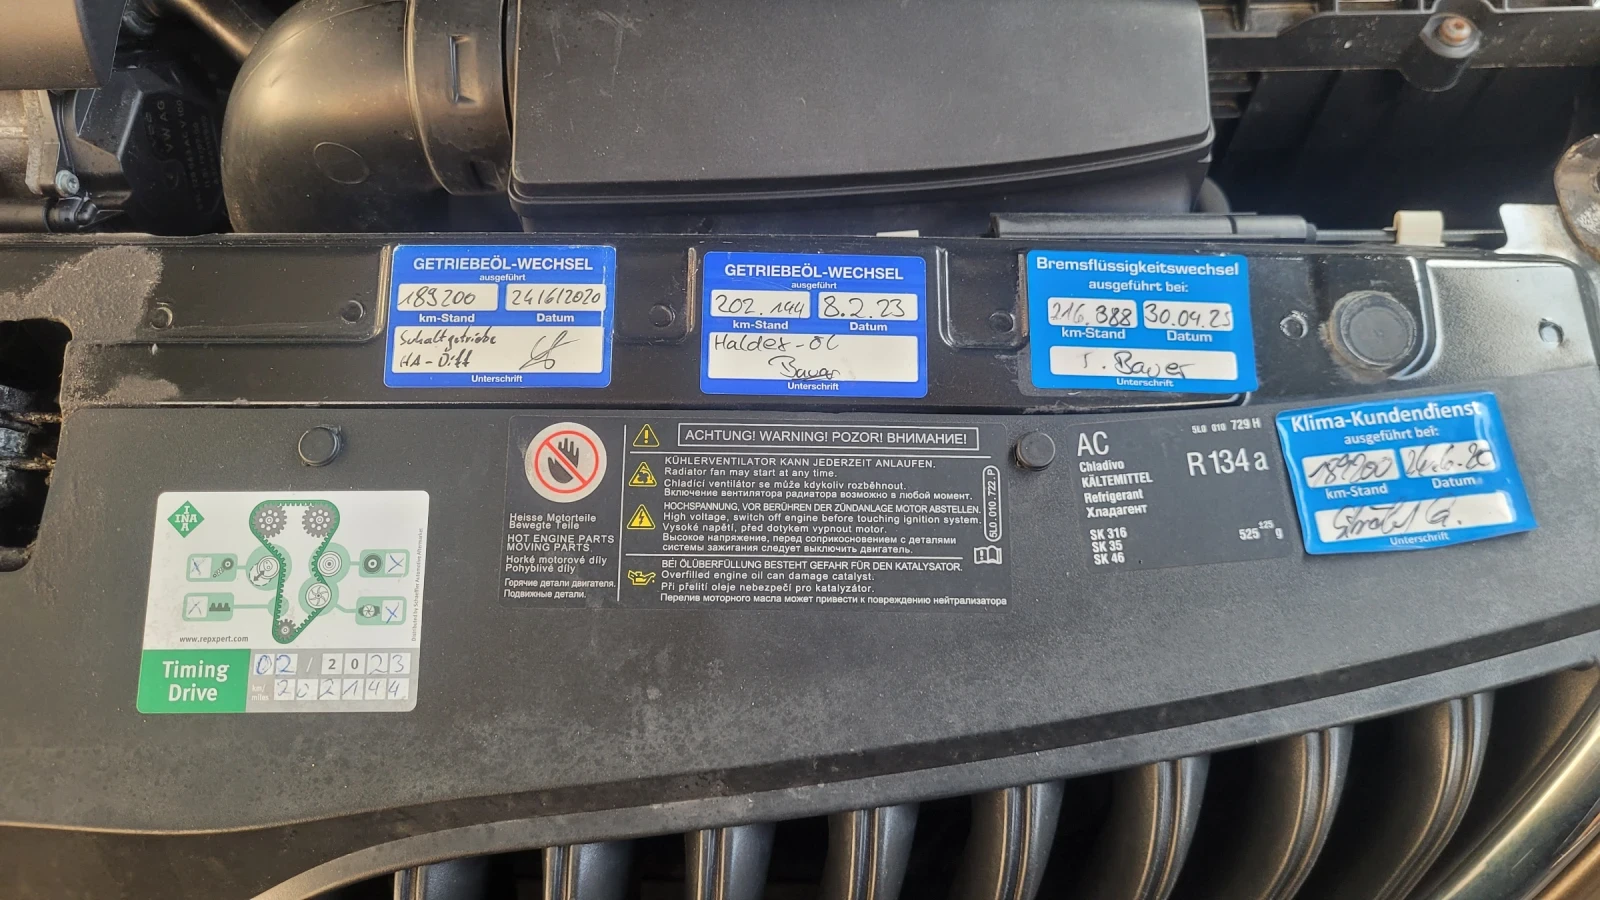 VW AG
GETRIEBEÖL-WECHSEL
ausgeführt
189200 24/6/2020
km-Stand Datum
Schaltgetriebe
HA-Diff
Unterschrift
GETRIEBEÖL-WECHSEL
ausgeführt
202.144 8.2.23
km-Stand Datum
Haldex-Öl
Bauer
Unterschrift
Bremsflüssigkeitswechsel
ausgeführt bei:
216.388 30.04.25
km-Stand Datum
T. Bauer
Unterschrift
Klima-Kundendienst
ausgeführt bei:
189200 24.6.20
km-Stand Datum
Unterschrift
INA
www.repxpert.com
Timing
Drive
02 / 2023
km/
miles
202144
Heisse Motorteile
Bewegte Teile
HOT ENGINE PARTS
MOVING PARTS.
Horké motorové díly
Pohyblivé díly
Горячие детали двигателя.
Подвижные детали.
ACHTUNG! WARNING! POZOR! ВНИМАНИЕ!
KÜHLERVENTILATOR KANN JEDERZEIT ANLAUFEN.
Radiator fan may start at any time.
Chladicí ventilátor se může kdykoliv rozběhnout.
Включение вентилятора радиатора возможно в любой момент.
HOCHSPANNUNG, VOR BERÜHREN DER ZÜNDANLAGE MOTOR ABSTELLEN.
High voltage, switch off engine before touching ignition system.
Vysoké napětí, před dotykem vypnout motor.
Высокое напряжение, перед соприкосновением с деталями
системы зажигания следует выключить двигатель.
BEI ÖLÜBERFÜLLUNG BESTEHT GEFAHR FÜR DEN KATALYSATOR.
Overfilled engine oil can damage catalyst.
Při přelití oleje nebezpečí pro katalyzátor.
Перелив моторного масла может привести к повреждению нейтрализатора
5L0.010.722.P
AC
5L0 010 729 H
Chladivo
KÄLTEMITTEL
Refrigerant
Хладагент
R 134 a
SK 316
SK 35
SK 46
525 ±25 g